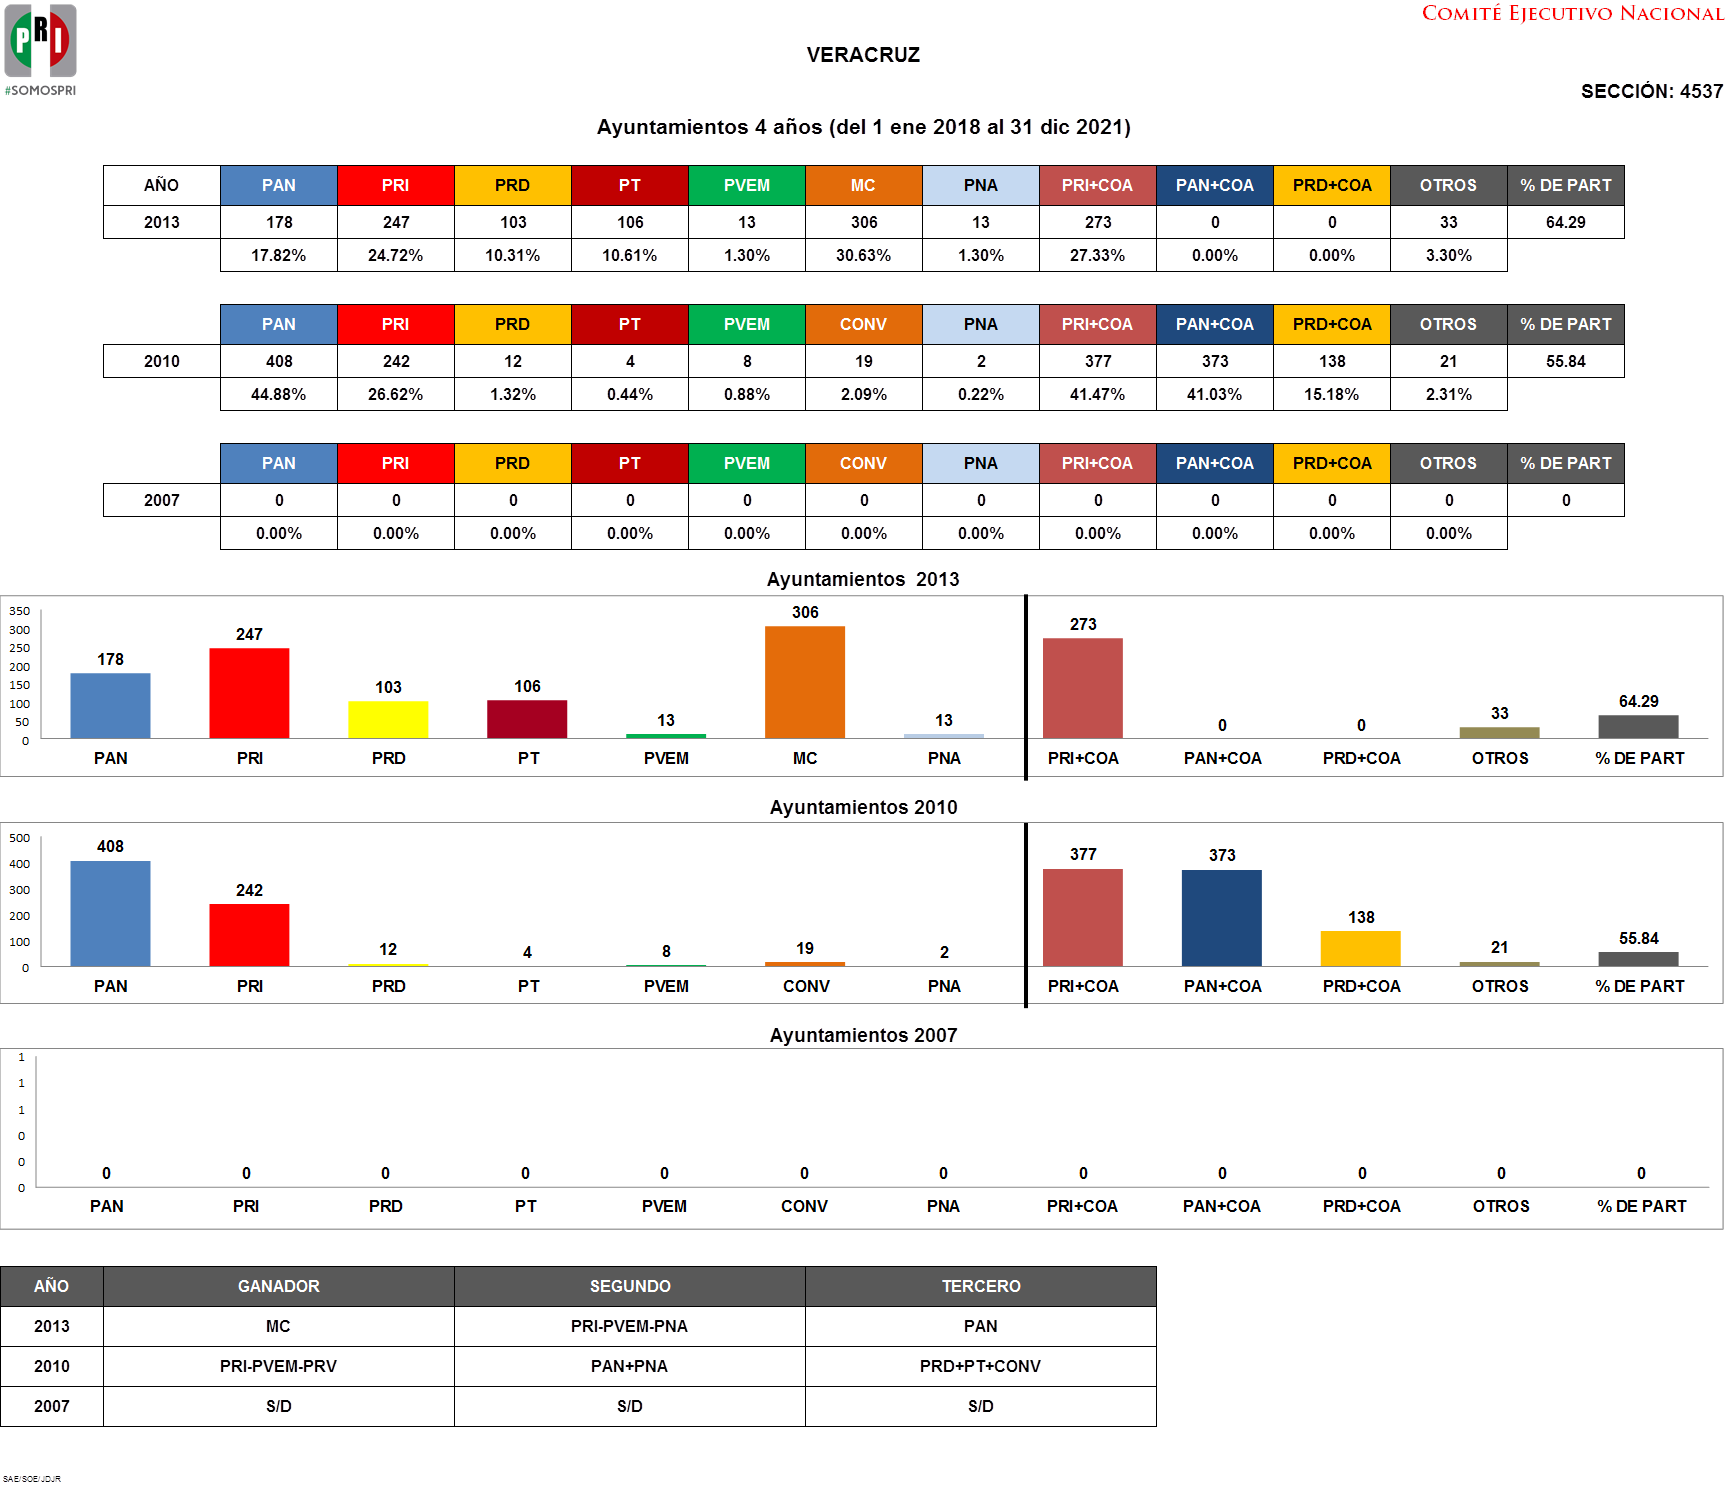 COMITÉ EJECUTIVO NACIONAL
PRI
#SOMOSPRI
VERACRUZ
SECCIÓN: 4537
Ayuntamientos 4 años (del 1 ene 2018 al 31 dic 2021)
AÑO PAN PRI PRD PT PVEM MC PNA PRI+COA PAN+COA PRD+COA OTROS % DE PART
2013 178 247 103 106 13 306 13 273 0 0 33 64.29
17.82% 24.72% 10.31% 10.61% 1.30% 30.63% 1.30% 27.33% 0.00% 0.00% 3.30%
PAN PRI PRD PT PVEM CONV PNA PRI+COA PAN+COA PRD+COA OTROS % DE PART
2010 408 242 12 4 8 19 2 377 373 138 21 55.84
44.88% 26.62% 1.32% 0.44% 0.88% 2.09% 0.22% 41.47% 41.03% 15.18% 2.31%
PAN PRI PRD PT PVEM CONV PNA PRI+COA PAN+COA PRD+COA OTROS % DE PART
2007 0 0 0 0 0 0 0 0 0 0 0 0
0.00% 0.00% 0.00% 0.00% 0.00% 0.00% 0.00% 0.00% 0.00% 0.00% 0.00%
Ayuntamientos 2013
350
300
250
200
150
100
50
0
178 247 103 106 13 306 13 273 0 0 33 64.29
PAN PRI PRD PT PVEM MC PNA PRI+COA PAN+COA PRD+COA OTROS % DE PART
Ayuntamientos 2010
500
400
300
200
100
0
408 242 12 4 8 19 2 377 373 138 21 55.84
PAN PRI PRD PT PVEM CONV PNA PRI+COA PAN+COA PRD+COA OTROS % DE PART
Ayuntamientos 2007
1
1
1
0
0
0
0 0 0 0 0 0 0 0 0 0 0 0
PAN PRI PRD PT PVEM CONV PNA PRI+COA PAN+COA PRD+COA OTROS % DE PART
AÑO GANADOR SEGUNDO TERCERO
2013 MC PRI-PVEM-PNA PAN
2010 PRI-PVEM-PRV PAN+PNA PRD+PT+CONV
2007 S/D S/D S/D
SAE/SOE/JDJR